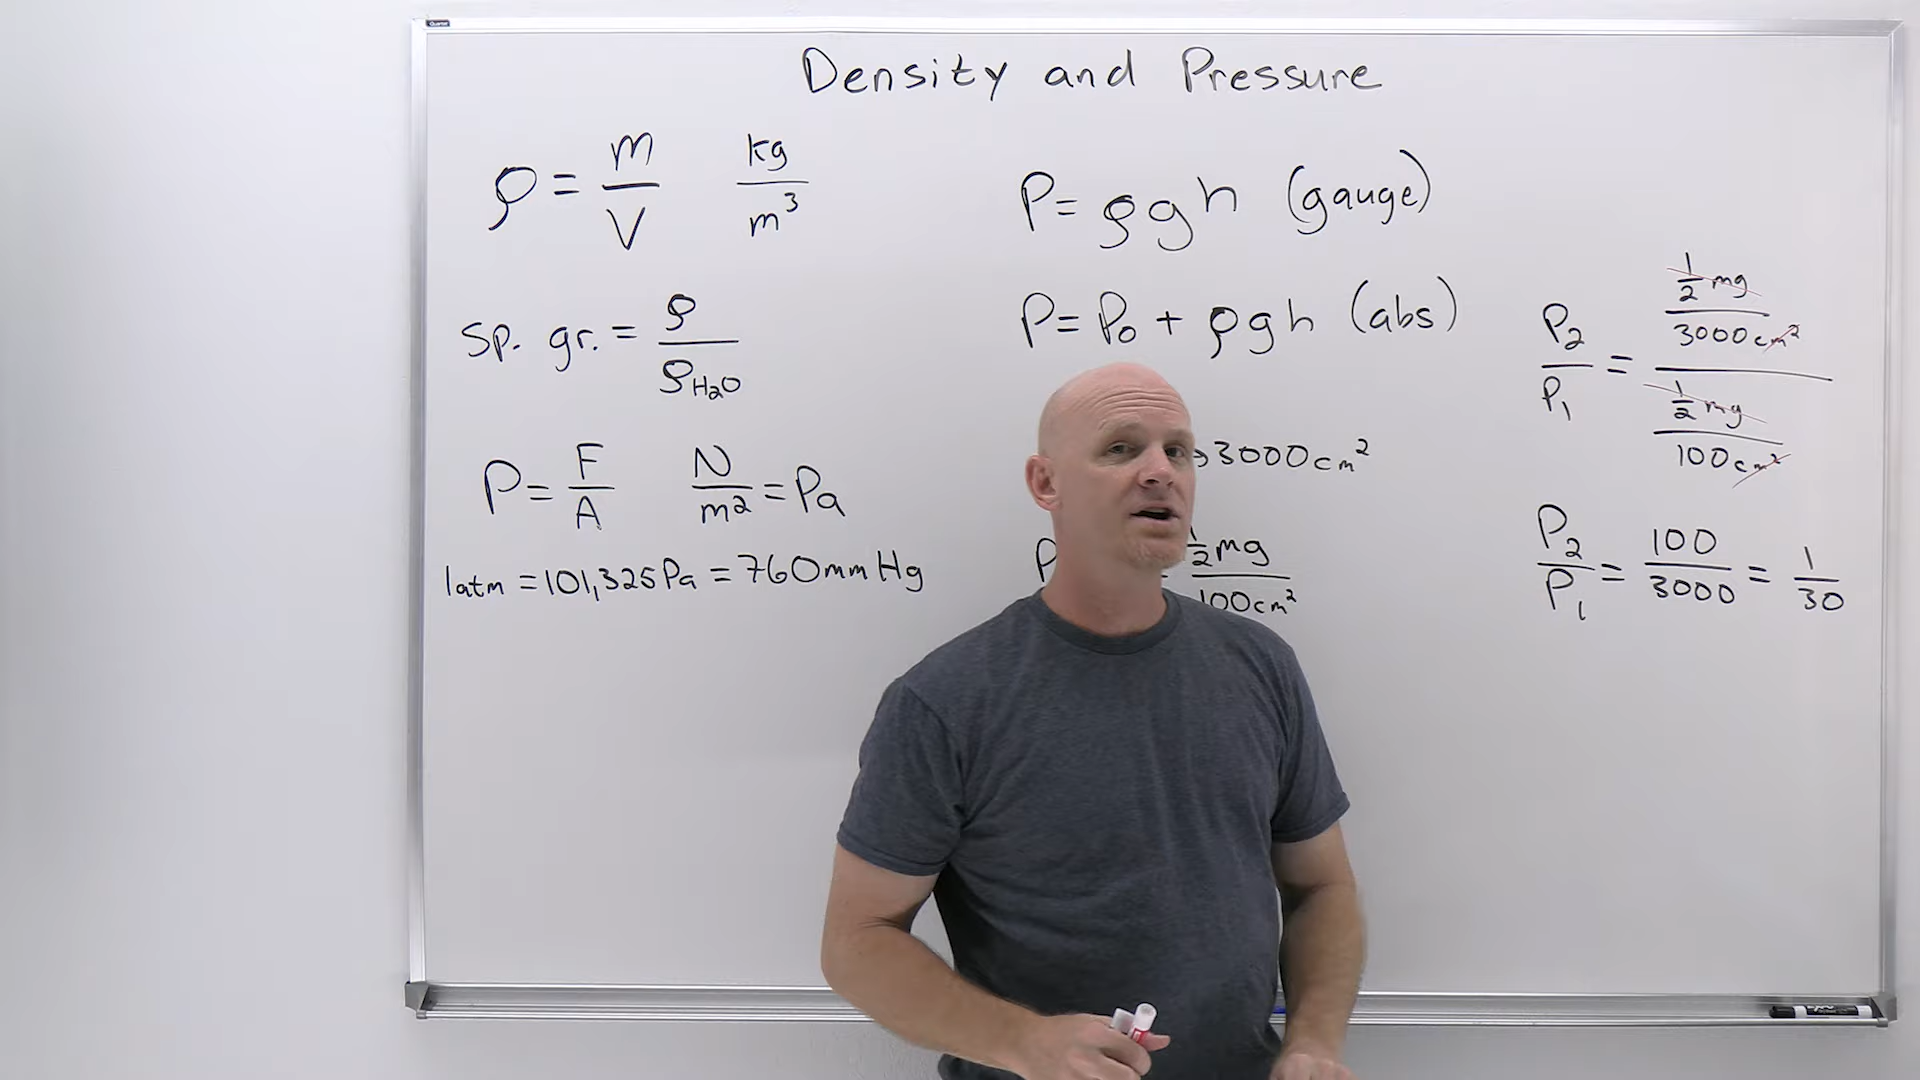 Density and Pressure
ρ = m/V kg/m³
Sp. gr. = ρ/ρH₂O
P = F/A N/m² = Pa
1atm = 101,325 Pa = 760mm Hg
P = ρgh (gauge)
P = P₀ + ρgh (abs)
3000cm²
P
½mg/100cm²
P₂/P₁ = (½mg/3000cm²)/(½mg/100cm²)
P₂/P₁ = 100/3000 = 1/30